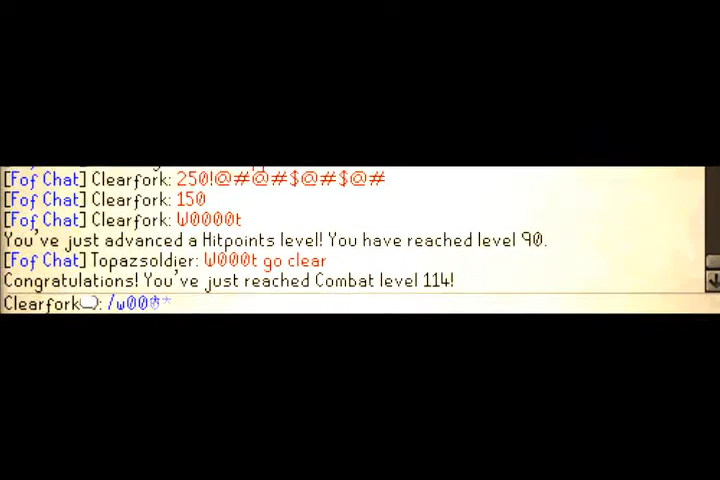 [Fof Chat] Clearfork: 250!@#@#$@#$@#
[Fof Chat] Clearfork: 150
[Fof Chat] Clearfork: W0000t
You've just advanced a Hitpoints level! You have reached level 90.
[Fof Chat] Topazsoldier: W000t go clear
Congratulations! You've just reached Combat level 114!
Clearfork: /w00